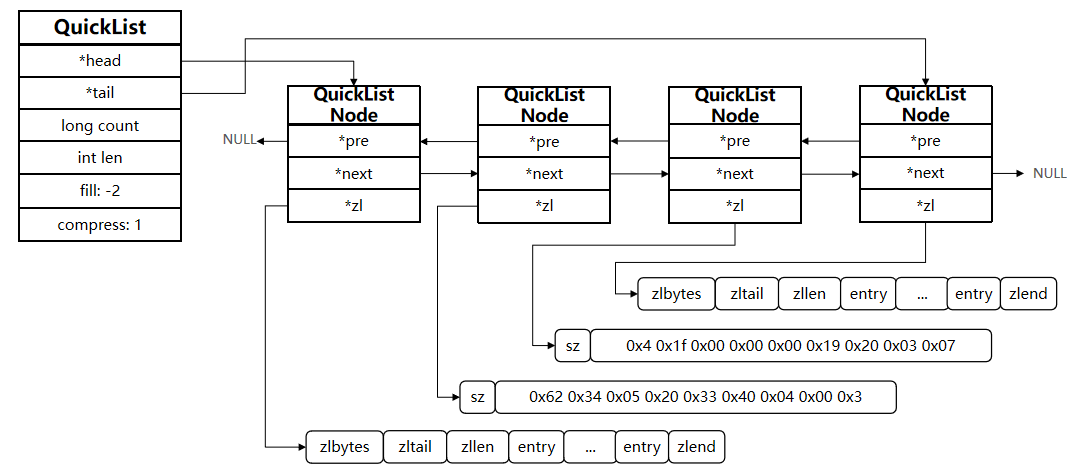 QuickList
*head
*tail
long count
int len
fill: -2
compress: 1
NULL
QuickList
Node
*pre
*next
*zl
QuickList
Node
*pre
*next
*zl
QuickList
Node
*pre
*next
*zl
QuickList
Node
*pre
*next
*zl
NULL
zlbytes zltail zllen entry ... entry zlend
sz 0x4 0x1f 0x00 0x00 0x00 0x19 0x20 0x03 0x07
sz 0x62 0x34 0x05 0x20 0x33 0x40 0x04 0x00 0x3
zlbytes zltail zllen entry ... entry zlend